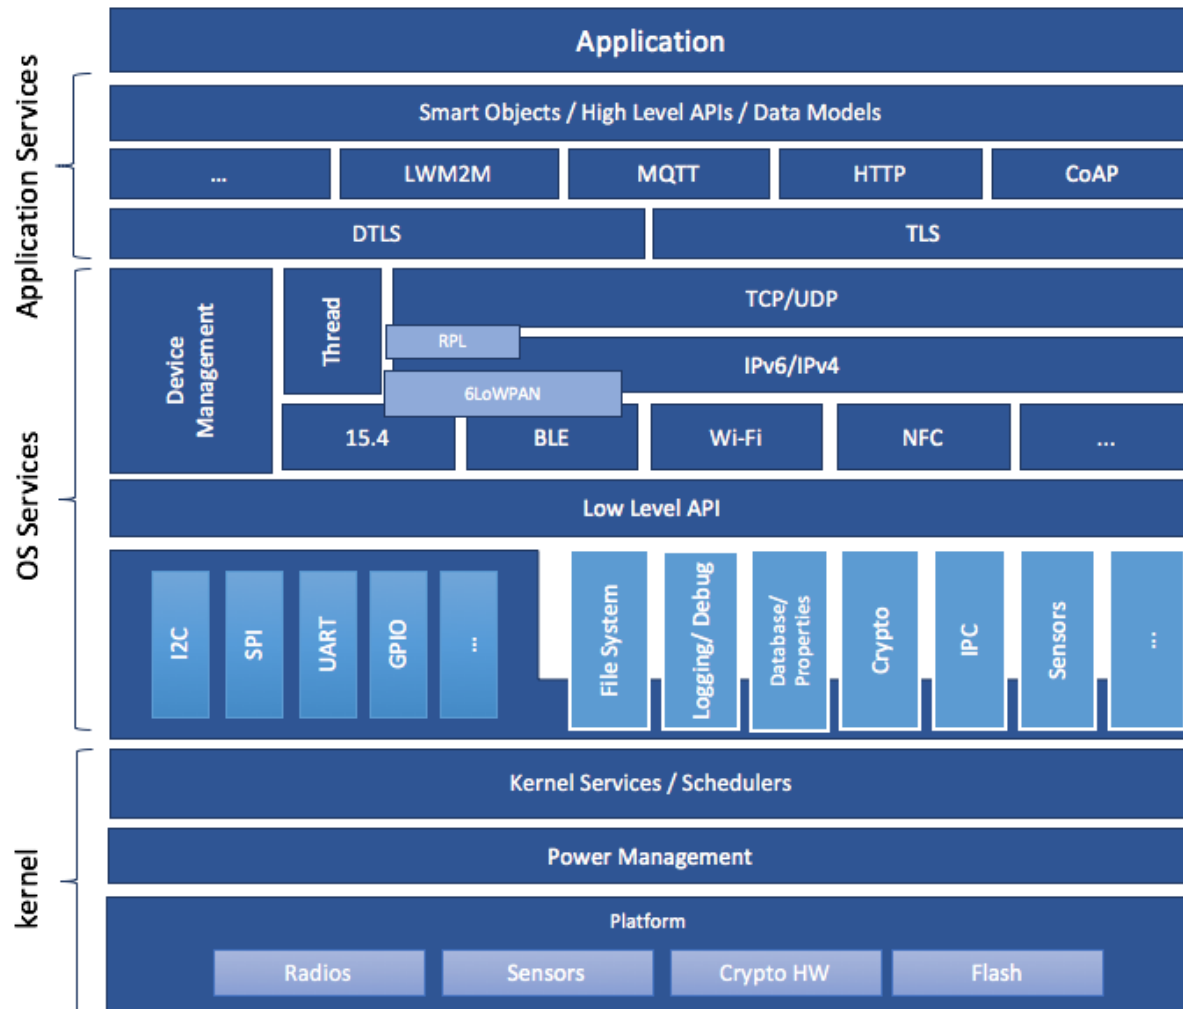 Application
Application Services
Smart Objects / High Level APIs / Data Models
...
LWM2M
MQTT
HTTP
CoAP
DTLS
TLS
OS Services
Device
Management
Thread
TCP/UDP
RPL
IPv6/IPv4
6LoWPAN
15.4
BLE
Wi-Fi
NFC
...
Low Level API
I2C
SPI
UART
GPIO
...
File System
Logging/ Debug
Database/
Properties
Crypto
IPC
Sensors
...
kernel
Kernel Services / Schedulers
Power Management
Platform
Radios
Sensors
Crypto HW
Flash